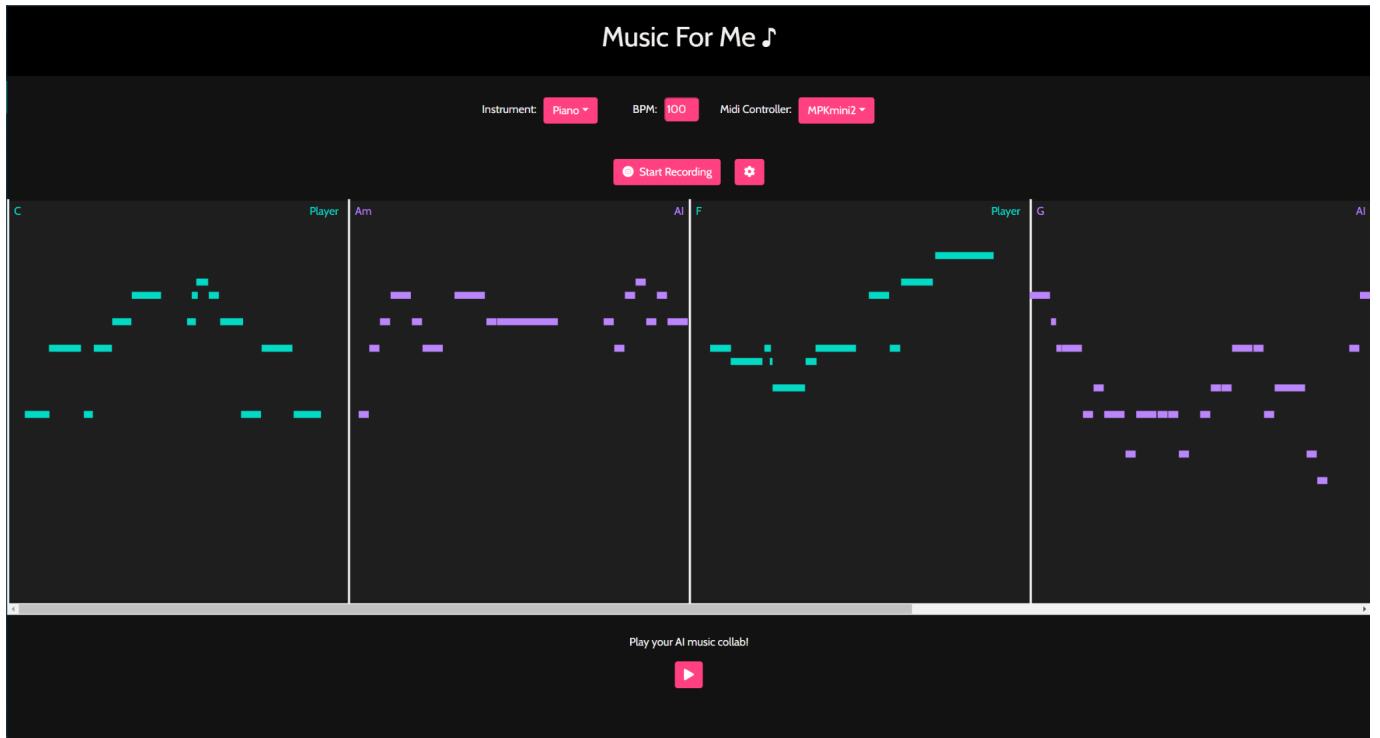 Music For Me ♪
Instrument: Piano BPM: 100 Midi Controller: MPKmini2
Start Recording
C Player Am AI F Player G AI
Play your AI music collab!